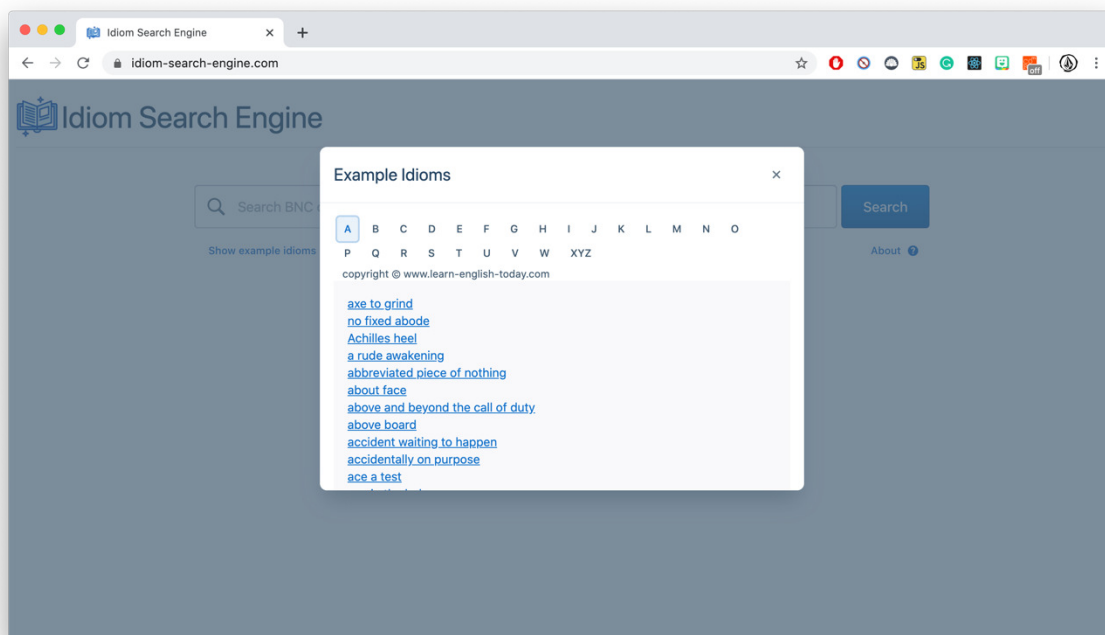 Idiom Search Engine
idiom-search-engine.com
JS
off
Idiom Search Engine
Search BNC
Search
Show example idioms
About
Example Idioms
A B C D E F G H I J K L M N O
P Q R S T U V W XYZ
copyright © www.learn-english-today.com
axe to grind
no fixed abode
Achilles heel
a rude awakening
abbreviated piece of nothing
about face
above and beyond the call of duty
above board
accident waiting to happen
accidentally on purpose
ace a test